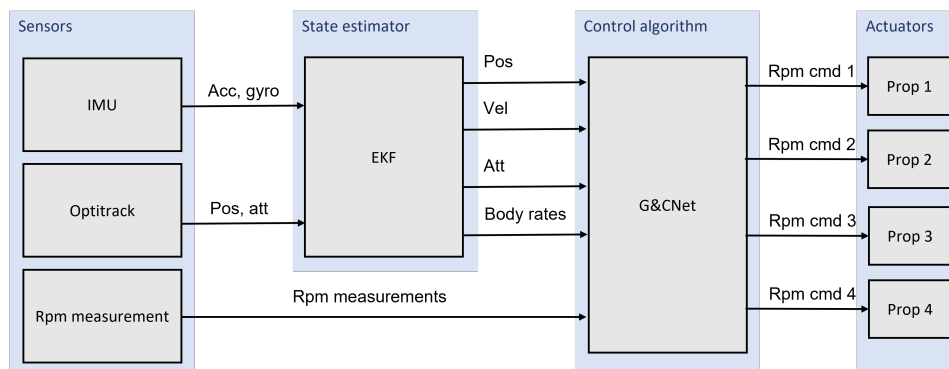 Sensors
State estimator
Control algorithm
Actuators
IMU
Acc, gyro
Optitrack
Pos, att
Rpm measurement
EKF
Pos
Vel
Att
Body rates
Rpm measurements
G&CNet
Rpm cmd 1
Rpm cmd 2
Rpm cmd 3
Rpm cmd 4
Prop 1
Prop 2
Prop 3
Prop 4